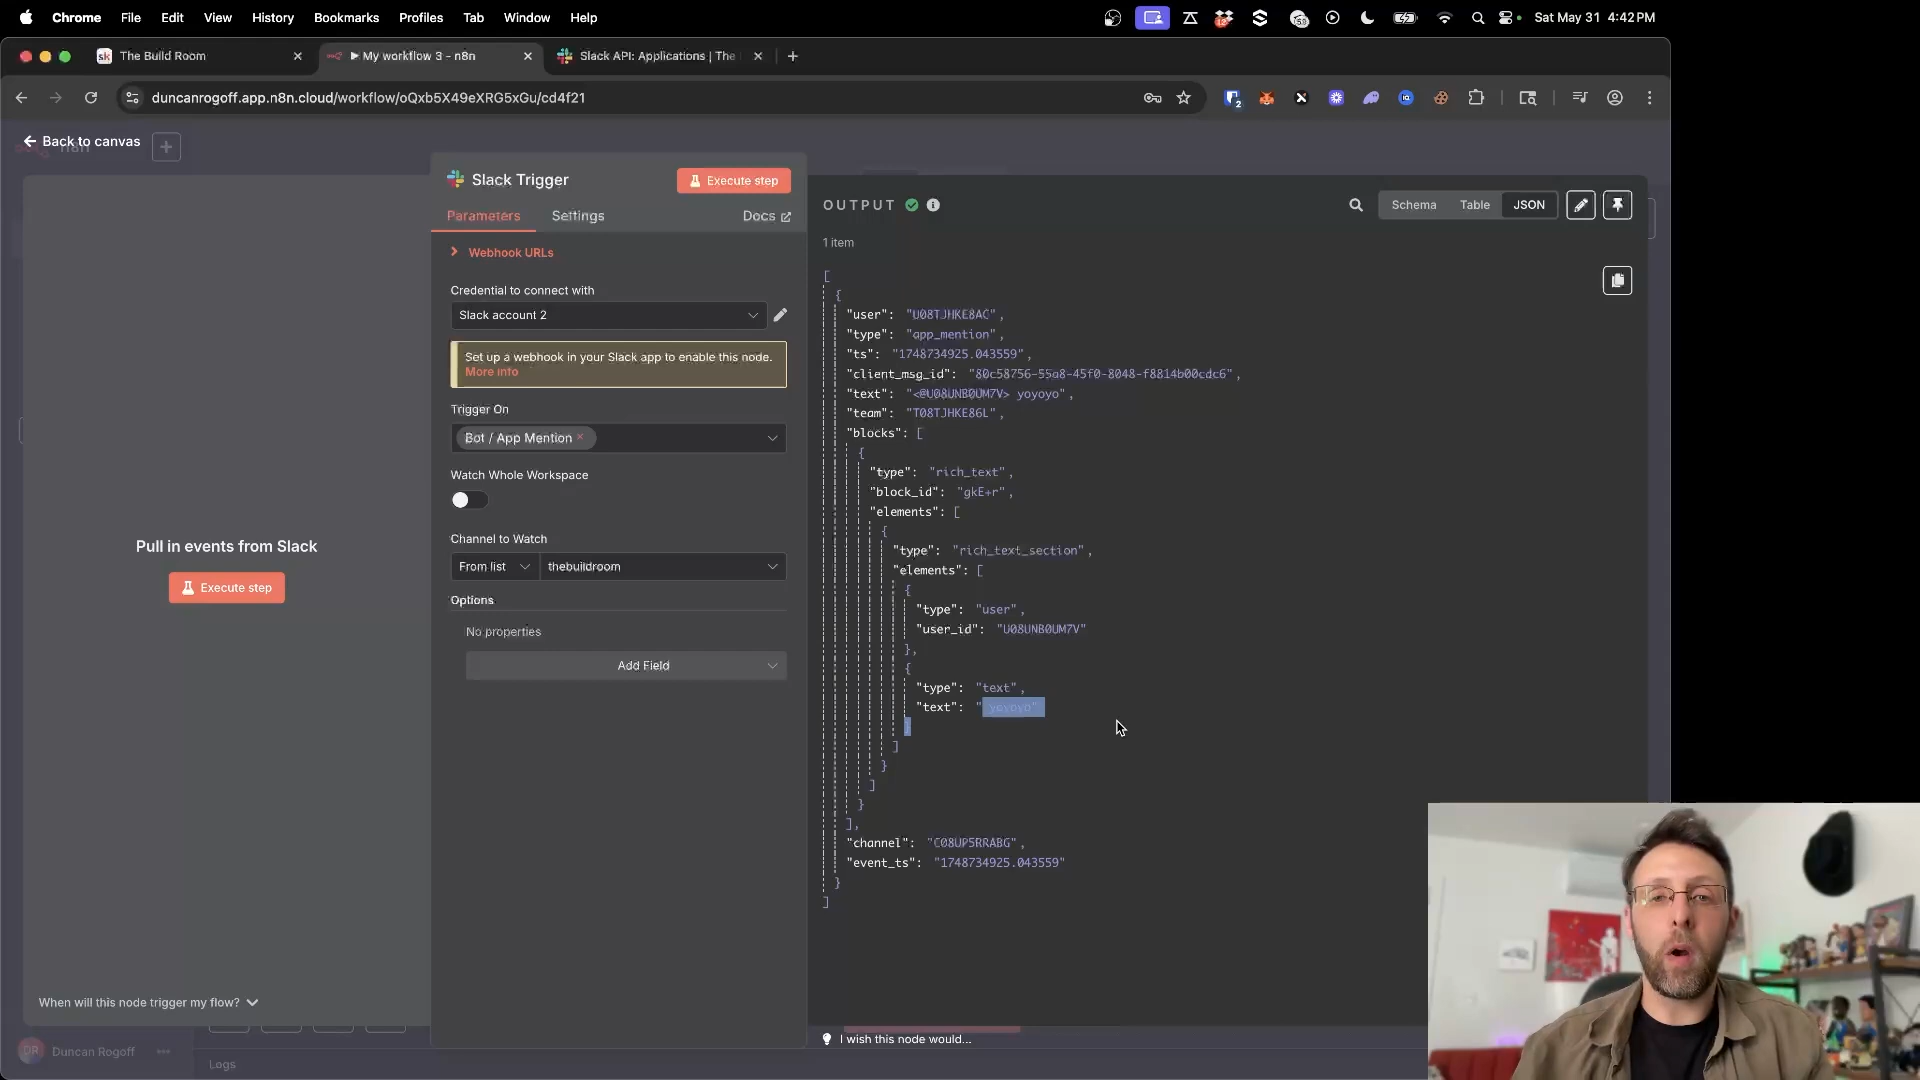 Chrome File Edit View History Bookmarks Profiles Tab Window Help
Sat May 31 4:42 PM
The Build Room
My workflow 3 - n8n
Slack API: Applications | The
duncanrogoff.app.n8n.cloud/workflow/oQxb5X49eXRG5xGu/cd4f21
Back to canvas
Slack Trigger
Execute step
Parameters
Settings
Docs
Webhook URLs
Credential to connect with
Slack account 2
Set up a webhook in your Slack app to enable this node.
More info
Trigger On
Bot / App Mention
Watch Whole Workspace
Channel to Watch
From list
thebuildroom
Options
No properties
Add Field
Pull in events from Slack
Execute step
When will this node trigger my flow?
DR
Duncan Rogoff
Logs
OUTPUT
Schema
Table
JSON
1 item
[
{
"user": "U08TJHKE8AC",
"type": "app_mention",
"ts": "1748734925.043559",
"client_msg_id": "80c58756-55a8-45f0-8048-f8814b00cdc6",
"text": "<@U08UNB0UM7V> yoyoyo",
"team": "T08TJHKE86L",
"blocks": [
{
"type": "rich_text",
"block_id": "gkE+r",
"elements": [
{
"type": "rich_text_section",
"elements": [
{
"type": "user",
"user_id": "U08UNB0UM7V"
},
{
"type": "text",
"text": " yoyoyo"
}
]
}
]
}
],
"channel": "C08UP5RRABG",
"event_ts": "1748734925.043559"
}
]
I wish this node would...